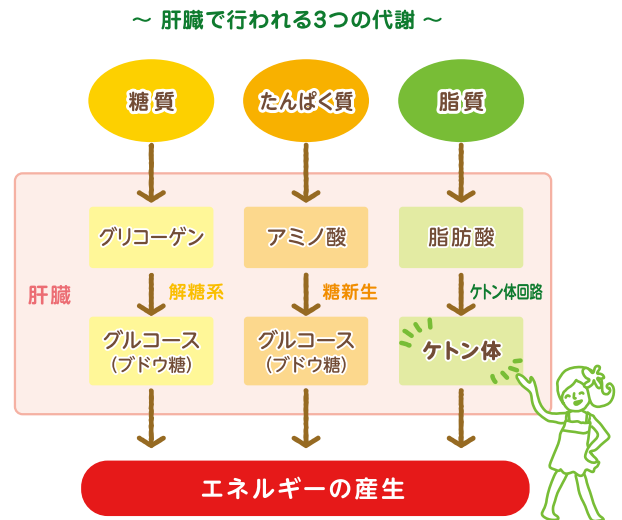 ～ 肝臓で行われる3つの代謝 ～
糖質
たんぱく質
脂質
グリコーゲン
アミノ酸
脂肪酸
肝臓
解糖系
糖新生
ケトン体回路
グルコース
(ブドウ糖)
グルコース
(ブドウ糖)
ケトン体
エネルギーの産生